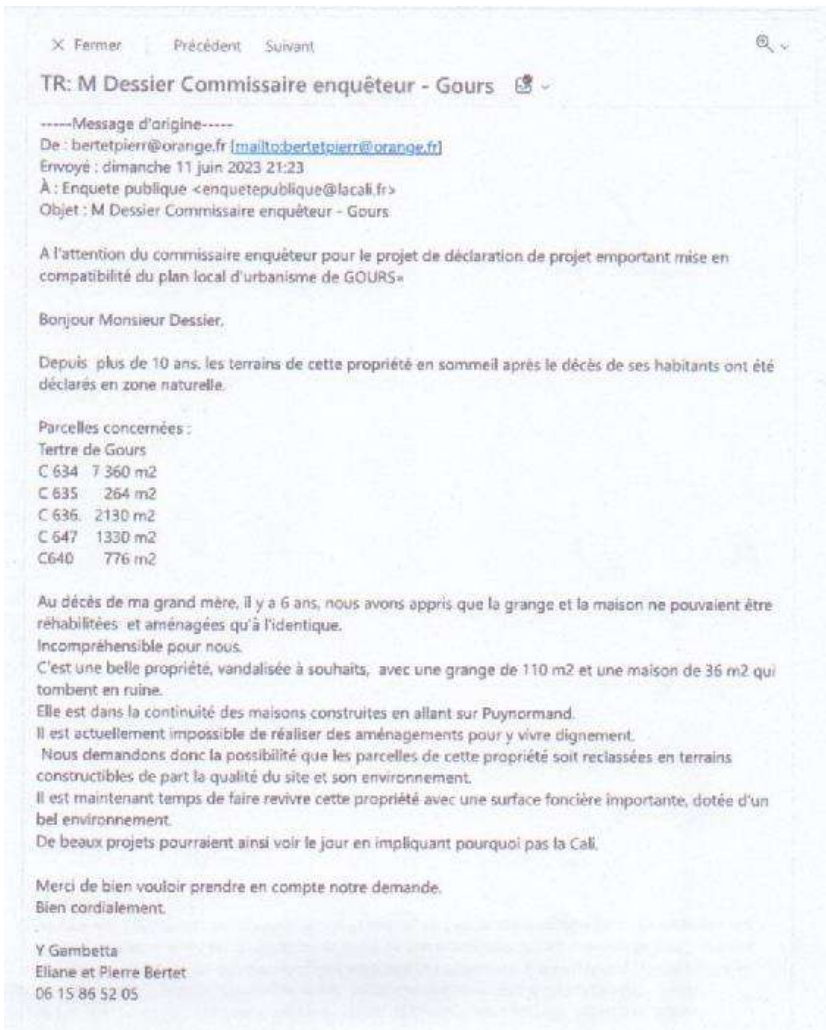 × Fermer Précédent Suivant
TR: M Dessier Commissaire enquêteur - Gours
-----Message d'origine-----
De : bertetpierr@orange.fr [mailto:bertetpierr@orange.fr]
Envoyé : dimanche 11 juin 2023 21:23
À : Enquete publique <enquetepublique@lacali.fr>
Objet : M Dessier Commissaire enquêteur - Gours
A l'attention du commissaire enquêteur pour le projet de déclaration de projet emportant mise en
compatibilité du plan local d'urbanisme de GOURS»
Bonjour Monsieur Dessier,
Depuis plus de 10 ans, les terrains de cette propriété en sommeil après le décès de ses habitants ont été
déclarés en zone naturelle.
Parcelles concernées :
Tertre de Gours
C 634 7 360 m2
C 635 264 m2
C 636. 2130 m2
C 647 1330 m2
C640 776 m2
Au décès de ma grand mère, il y a 6 ans, nous avons appris que la grange et la maison ne pouvaient être
réhabilitées et aménagées qu'à l'identique.
Incompréhensible pour nous.
C'est une belle propriété, vandalisée à souhaits, avec une grange de 110 m2 et une maison de 36 m2 qui
tombent en ruine.
Elle est dans la continuité des maisons construites en allant sur Puynormand.
Il est actuellement impossible de réaliser des aménagements pour y vivre dignement.
Nous demandons donc la possibilité que les parcelles de cette propriété soit reclassées en terrains
constructibles de part la qualité du site et son environnement.
Il est maintenant temps de faire revivre cette propriété avec une surface foncière importante, dotée d'un
bel environnement.
De beaux projets pourraient ainsi voir le jour en impliquant pourquoi pas la Cali.
Merci de bien vouloir prendre en compte notre demande.
Bien cordialement.
Y Gambetta
Eliane et Pierre Bertet
06 15 86 52 05